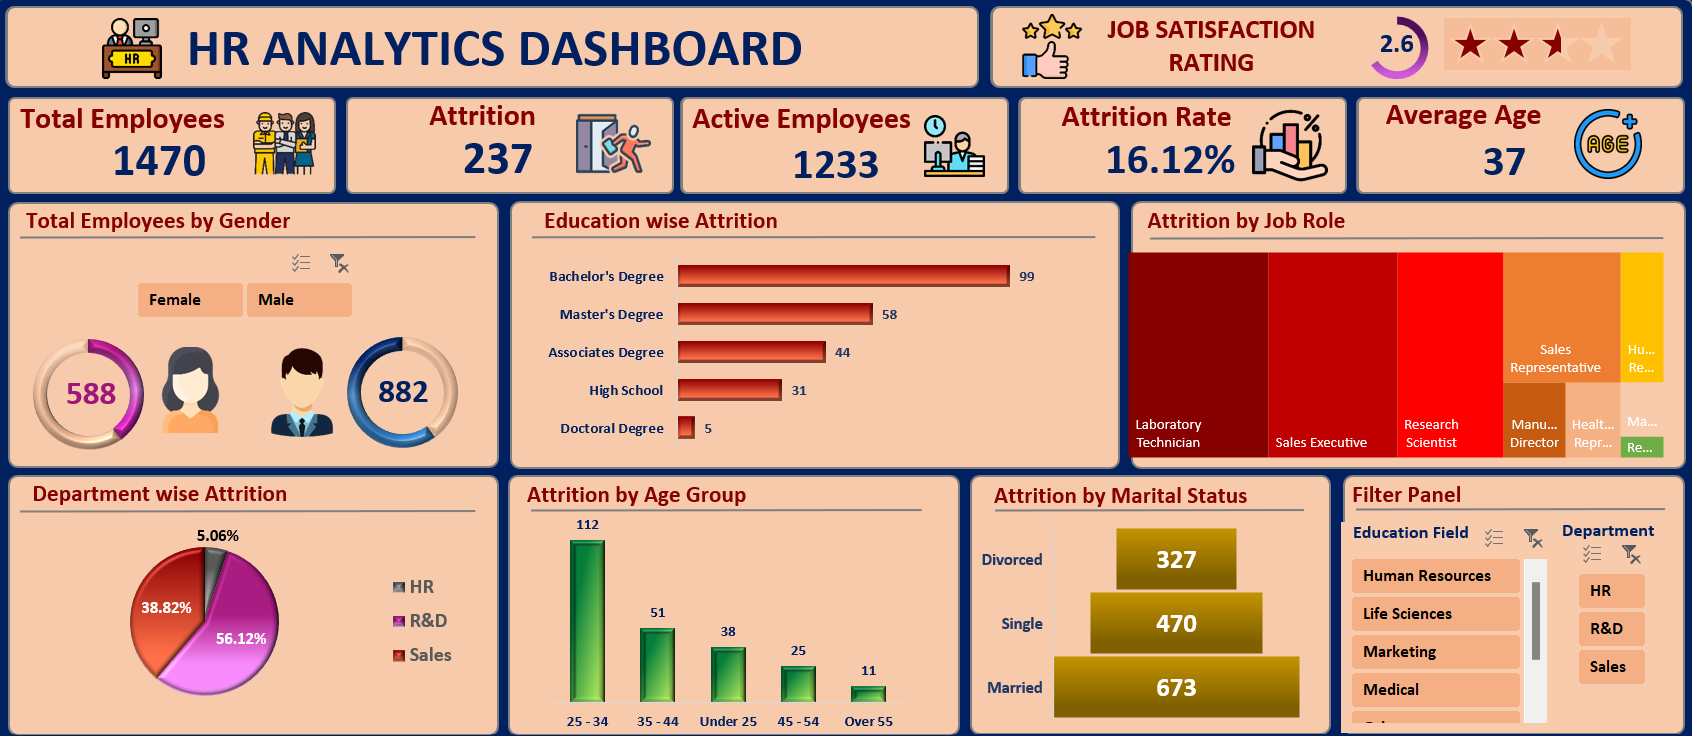 HR ANALYTICS DASHBOARD
HR
JOB SATISFACTION
RATING
2.6
Total Employees
1470
Attrition
237
Active Employees
1233
Attrition Rate
16.12%
%
Average Age
37
AGE
Total Employees by Gender
Female
Male
588
882
Education wise Attrition
Bachelor's Degree 99
Master's Degree 58
Associates Degree 44
High School 31
Doctoral Degree 5
Attrition by Job Role
Laboratory
Technician
Sales Executive
Research
Scientist
Sales
Representative
Hu...
Re...
Manu...
Director
Healt...
Repr...
Ma...
Re...
Department wise Attrition
5.06%
38.82%
56.12%
HR
R&D
Sales
Attrition by Age Group
112
51
38
25
11
25 - 34
35 - 44
Under 25
45 - 54
Over 55
Attrition by Marital Status
Divorced 327
Single 470
Married 673
Filter Panel
Education Field
Human Resources
Life Sciences
Marketing
Medical
Department
HR
R&D
Sales